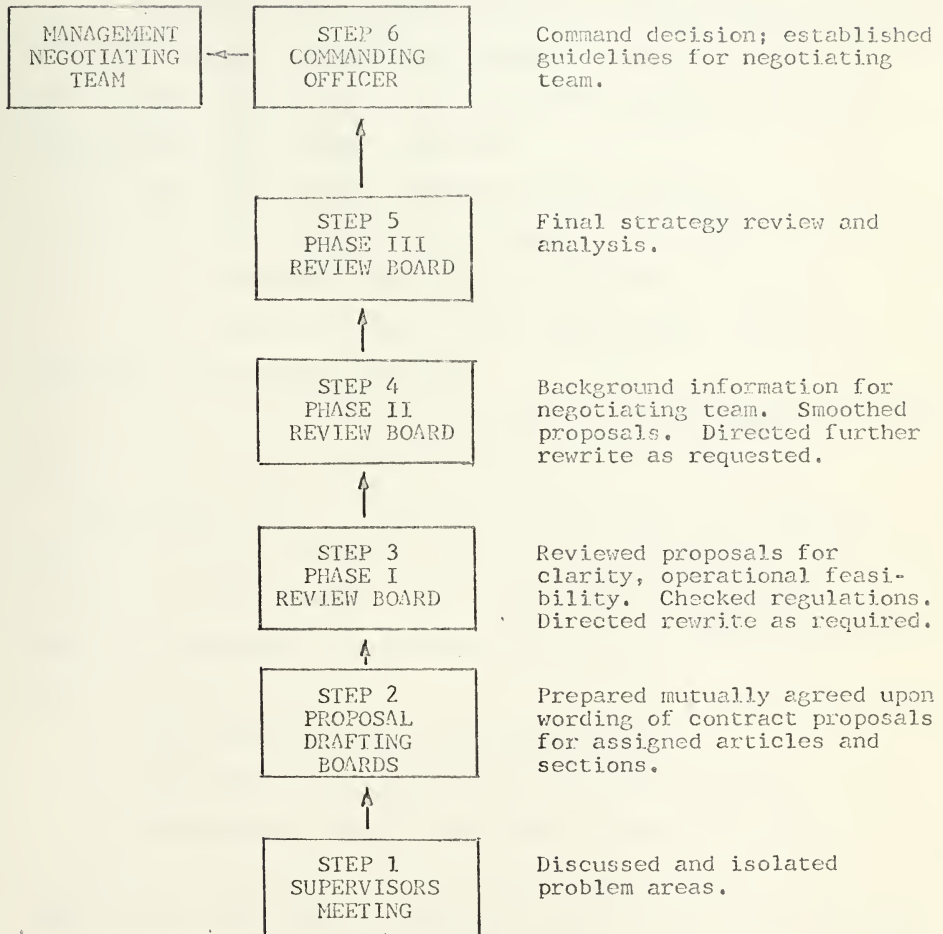 MANAGEMENT
NEGOTIATING
TEAM
STEP 6
COMMANDING
OFFICER
Command decision; established
guidelines for negotiating
team.
STEP 5
PHASE III
REVIEW BOARD
Final strategy review and
analysis.
STEP 4
PHASE II
REVIEW BOARD
Background information for
negotiating team. Smoothed
proposals. Directed further
rewrite as requested.
STEP 3
PHASE I
REVIEW BOARD
Reviewed proposals for
clarity, operational feasi-
bility. Checked regulations.
Directed rewrite as required.
STEP 2
PROPOSAL
DRAFTING
BOARDS
Prepared mutually agreed upon
wording of contract proposals
for assigned articles and
sections.
STEP 1
SUPERVISORS
MEETING
Discussed and isolated
problem areas.